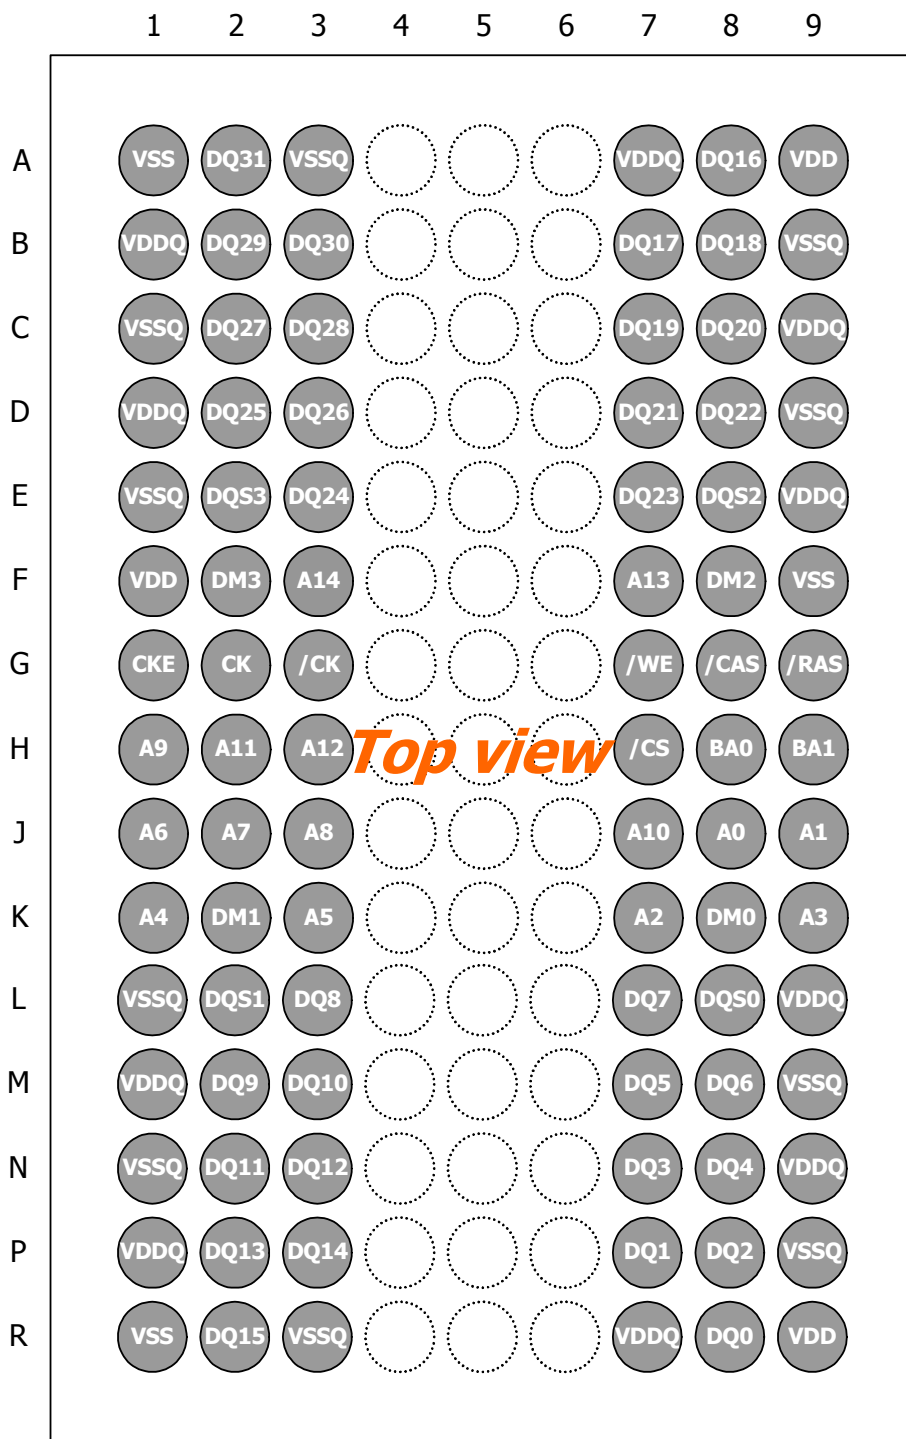 1 2 3 4 5 6 7 8 9
A VSS DQ31 VSSQ VDDQ DQ16 VDD
B VDDQ DQ29 DQ30 DQ17 DQ18 VSSQ
C VSSQ DQ27 DQ28 DQ19 DQ20 VDDQ
D VDDQ DQ25 DQ26 DQ21 DQ22 VSSQ
E VSSQ DQS3 DQ24 DQ23 DQS2 VDDQ
F VDD DM3 A14 A13 DM2 VSS
G CKE CK /CK /WE /CAS /RAS
H A9 A11 A12 Top view /CS BA0 BA1
J A6 A7 A8 A10 A0 A1
K A4 DM1 A5 A2 DM0 A3
L VSSQ DQS1 DQ8 DQ7 DQS0 VDDQ
M VDDQ DQ9 DQ10 DQ5 DQ6 VSSQ
N VSSQ DQ11 DQ12 DQ3 DQ4 VDDQ
P VDDQ DQ13 DQ14 DQ1 DQ2 VSSQ
R VSS DQ15 VSSQ VDDQ DQ0 VDD